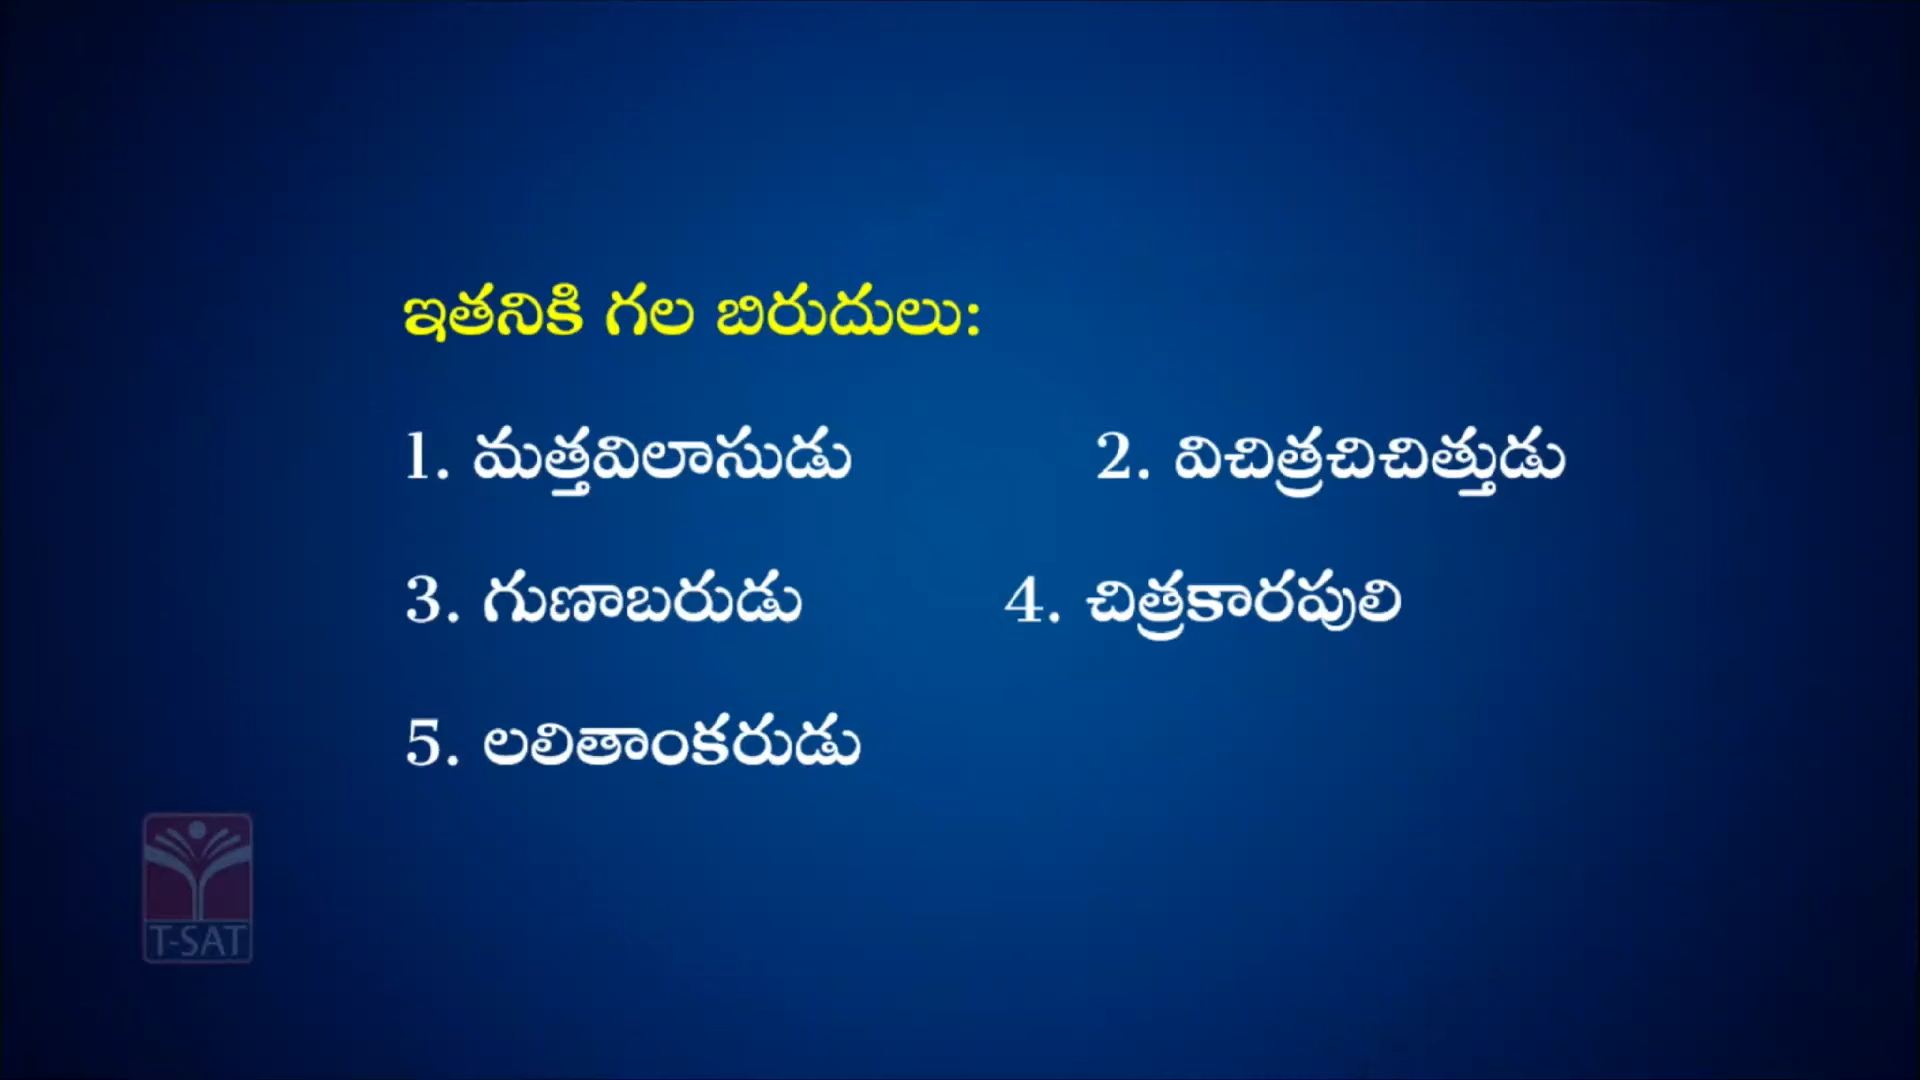 ఇతనికి గల బిరుదులు:
1. మత్తవిలాసుడు 2. విచిత్రచిచిత్తుడు
3. గుణాబరుడు 4. చిత్రకారపులి
5. లలితాంకరుడు
T-SAT